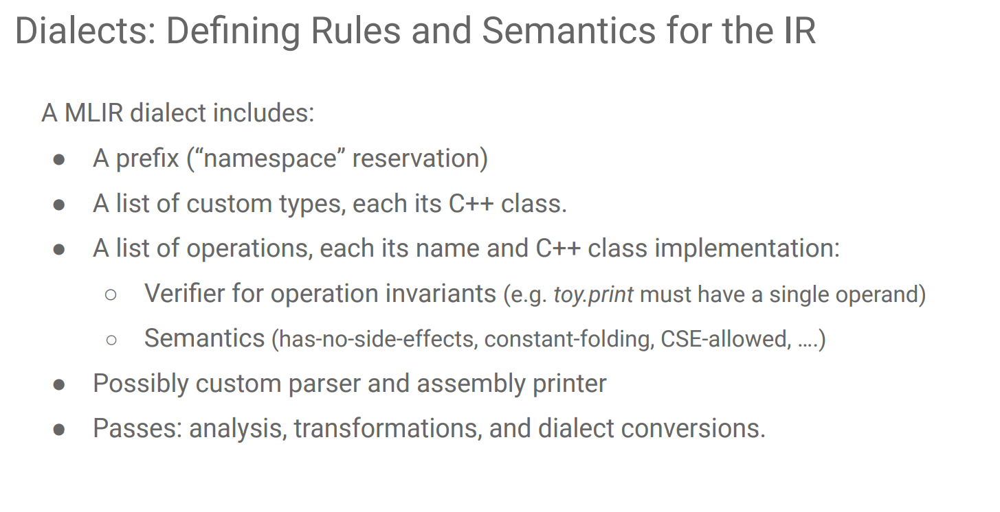 Dialects: Defining Rules and Semantics for the IR
A MLIR dialect includes:
● A prefix (“namespace” reservation)
● A list of custom types, each its C++ class.
● A list of operations, each its name and C++ class implementation:
○ Verifier for operation invariants (e.g. toy.print must have a single operand)
○ Semantics (has-no-side-effects, constant-folding, CSE-allowed, ….)
● Possibly custom parser and assembly printer
● Passes: analysis, transformations, and dialect conversions.